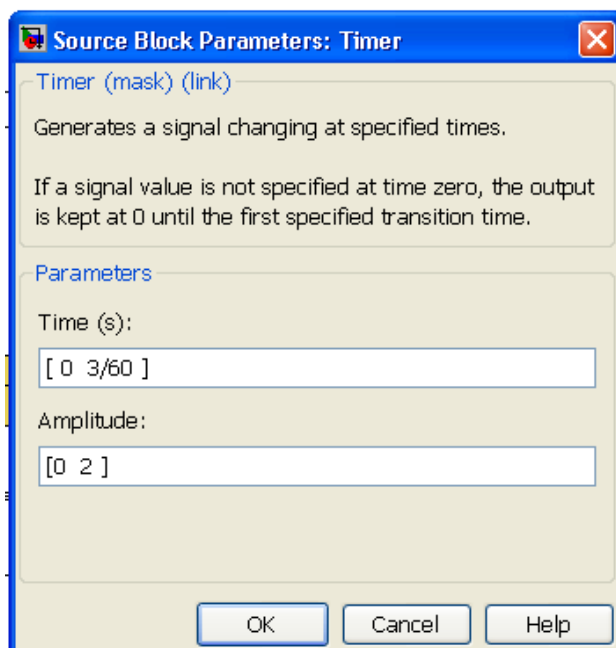 Source Block Parameters: Timer
Timer (mask) (link)
Generates a signal changing at specified times.
If a signal value is not specified at time zero, the output
is kept at 0 until the first specified transition time.
Parameters
Time (s):
[ 0  3/60 ]
Amplitude:
[0  2 ]
OK Cancel Help